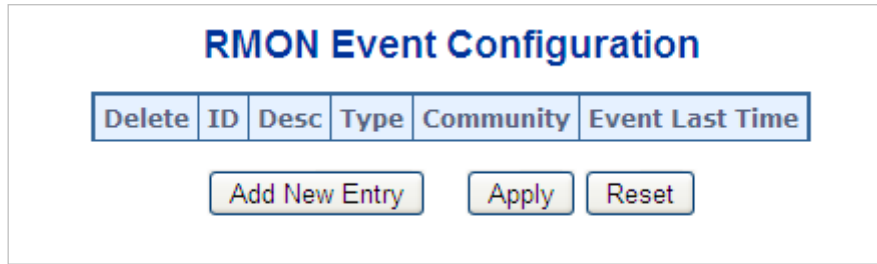 RMON Event Configuration
Delete ID Desc Type Community Event Last Time
Add New Entry Apply Reset